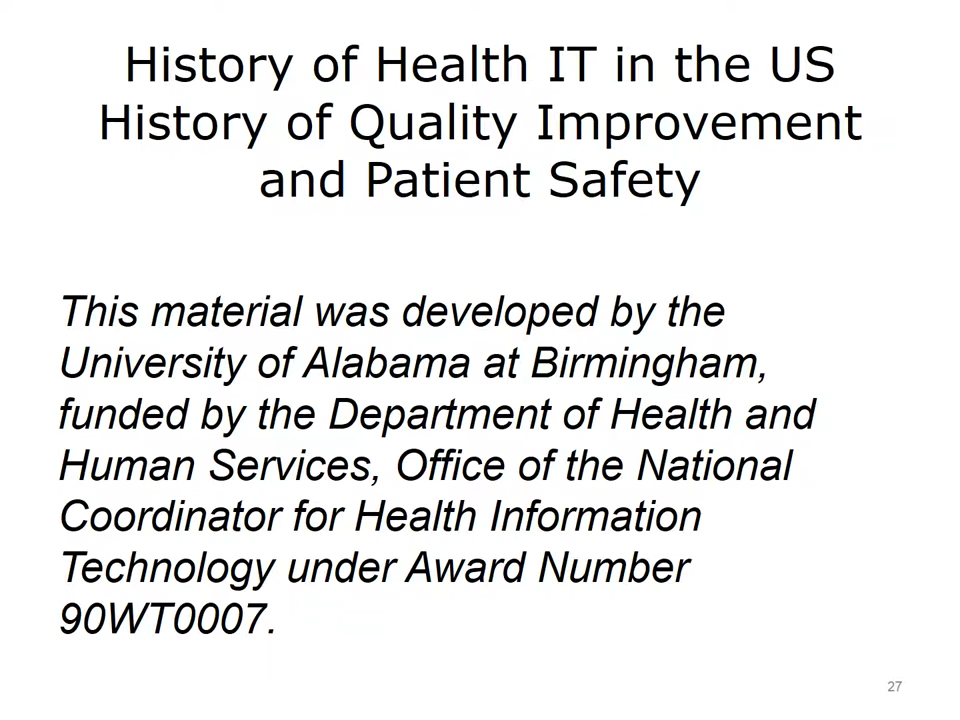 History of Health IT in the US
History of Quality Improvement
and Patient Safety
This material was developed by the
University of Alabama at Birmingham,
funded by the Department of Health and
Human Services, Office of the National
Coordinator for Health Information
Technology under Award Number
90WT0007.
27